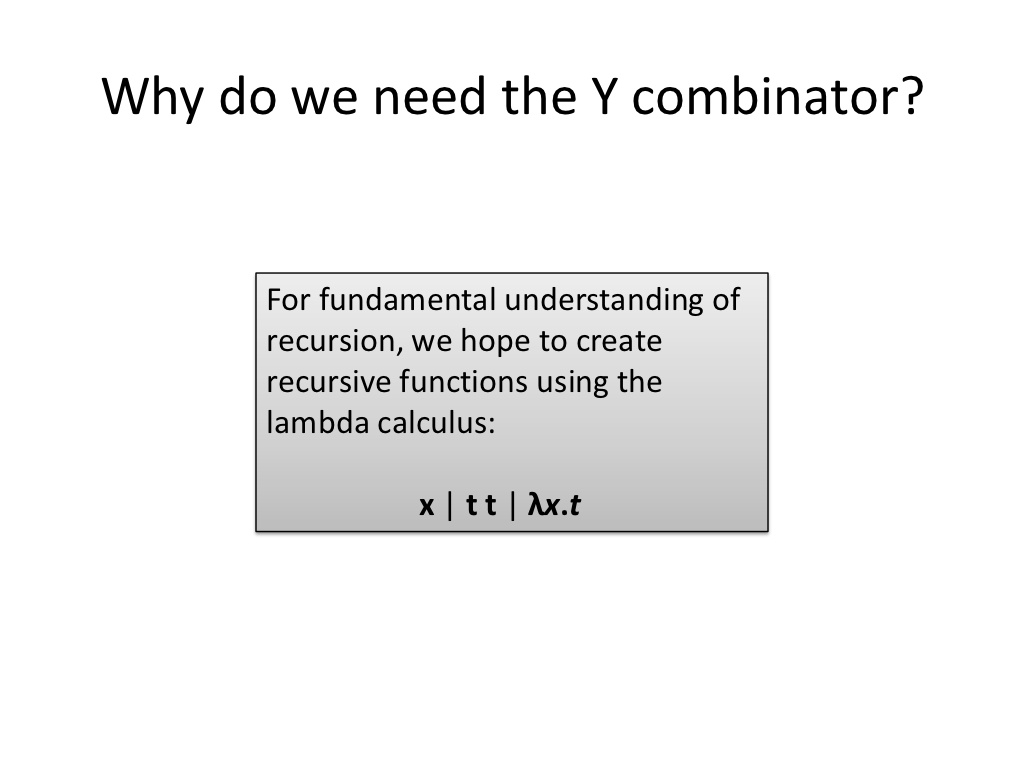 Why do we need the Y combinator?
For fundamental understanding of
recursion, we hope to create
recursive functions using the
lambda calculus:
x | t t | λx.t